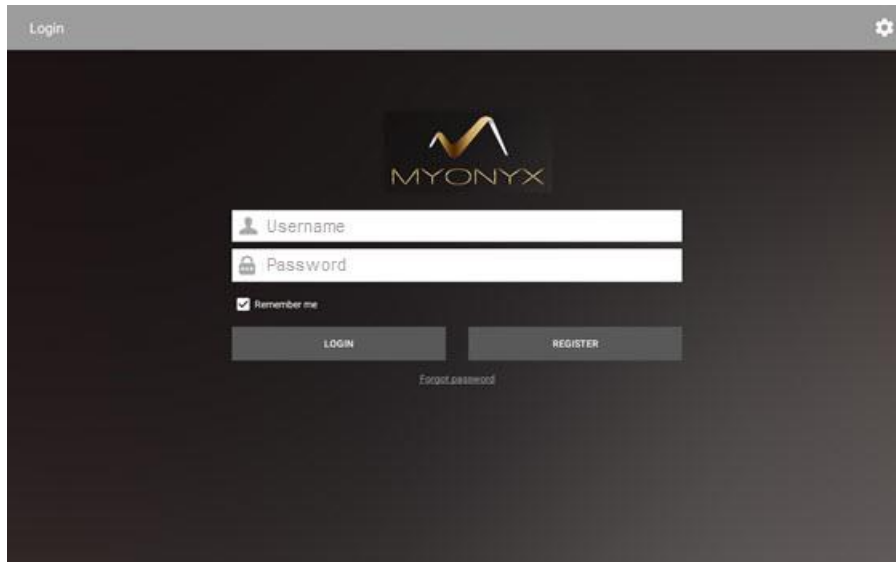 Login
MYONYX
Username
Password
Remember me
LOGIN REGISTER
Forgot password